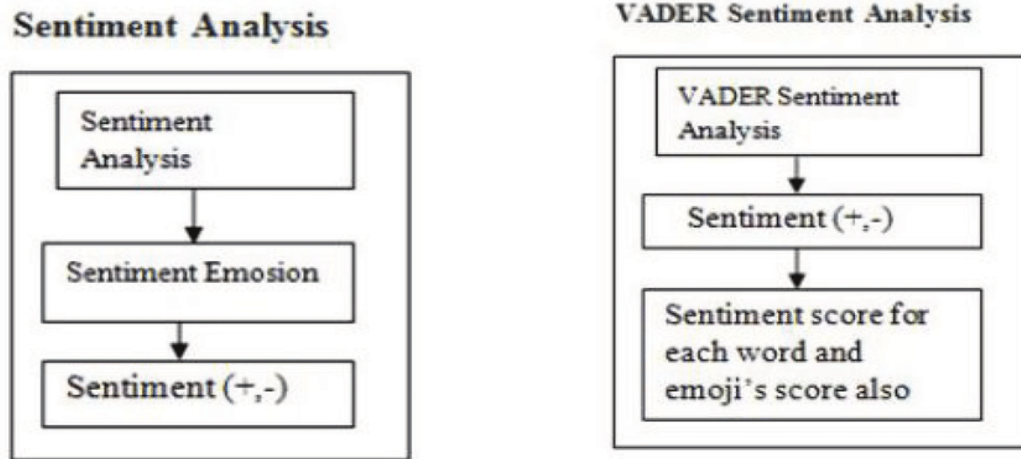 Sentiment Analysis
Sentiment
Analysis
Sentiment Emosion
Sentiment (+,-)
VADER Sentiment Analysis
VADER Sentiment
Analysis
Sentiment (+,-)
Sentiment score for
each word and
emoji's score also